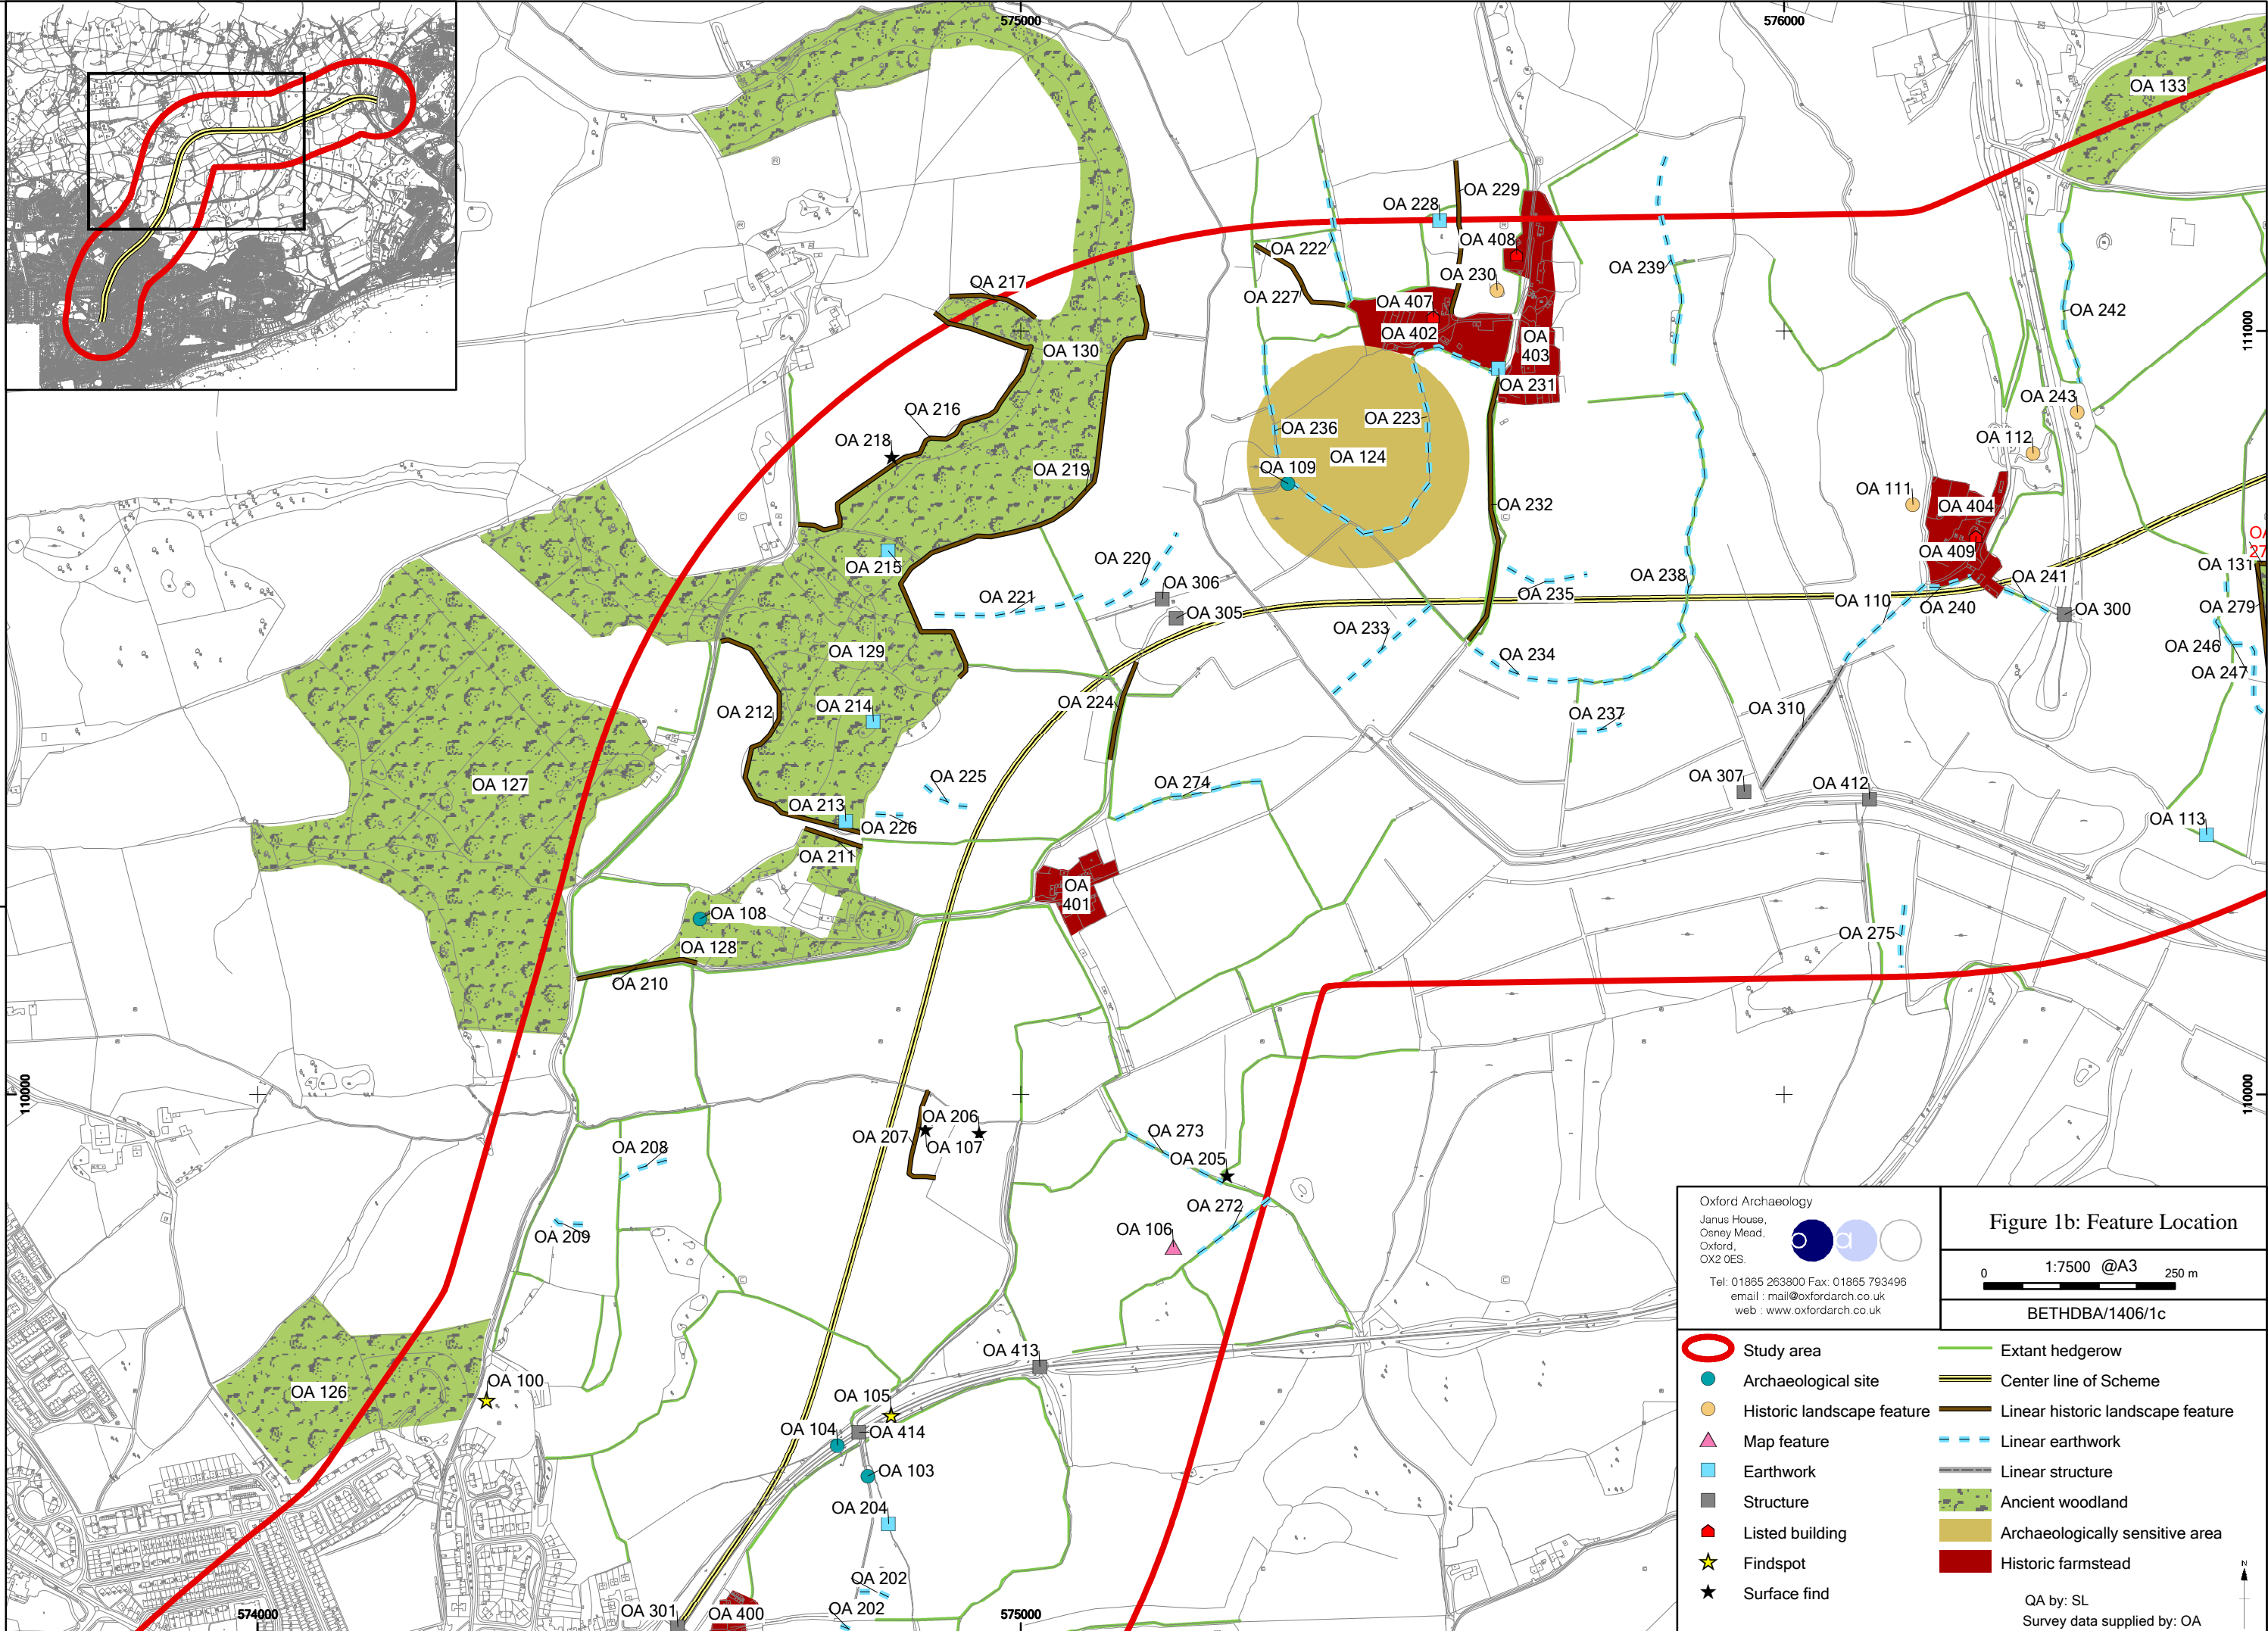 575000
576000
OA 133
OA 229
OA 228
OA 408
OA 222
OA 239
OA 230
OA 217
OA 227
OA 407
OA 242
OA 402
OA
403
111000
111000
OA 130
OA 231
OA 243
OA 216
OA 223
OA 236
OA 218
OA 112
OA 124
OA 219
OA 109
OA 111
OA 232
OA 404
OA
27
OA 409
OA 220
OA 215
OA 131
OA 306
OA 238
OA 241
OA 221
OA 235
OA 110
OA 240
OA 279
OA 300
OA 305
OA 233
OA 246
OA 129
OA 234
OA 247
OA 224
OA 212
OA 214
OA 310
OA 237
OA 225
OA 307
OA 274
OA 412
OA 127
OA 213
OA 113
OA 226
OA 211
OA
401
OA 108
OA 275
OA 128
OA 210
110000
110000
OA 206
OA 207
OA 107
OA 273
OA 208
OA 205
OA 272
OA 106
OA 209
OA 413
OA 100
OA 126
OA 105
OA 104
OA 414
OA 103
OA 204
OA 202
OA 202
OA 301
OA 400
574000
575000
Oxford Archaeology
Janus House,
Osney Mead,
Oxford,
OX2 0ES.
oa
Tel: 01865 263800 Fax: 01865 793496
email : mail@oxfordarch.co.uk
web : www.oxfordarch.co.uk
Figure 1b: Feature Location
1:7500 @A3
0 250 m
BETHDBA/1406/1c
Study area
Archaeological site
Historic landscape feature
Map feature
Earthwork
Structure
Listed building
Findspot
Surface find
Extant hedgerow
Center line of Scheme
Linear historic landscape feature
Linear earthwork
Linear structure
Ancient woodland
Archaeologically sensitive area
Historic farmstead
QA by: SL
Survey data supplied by: OA
N